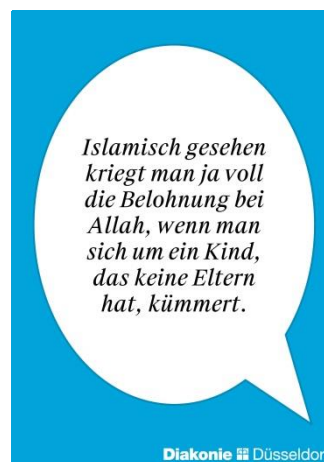 Islamisch gesehen
kriegt man ja voll
die Belohnung bei
Allah, wenn man
sich um ein Kind,
das keine Eltern
hat, kümmert.
Diakonie Düsseldor